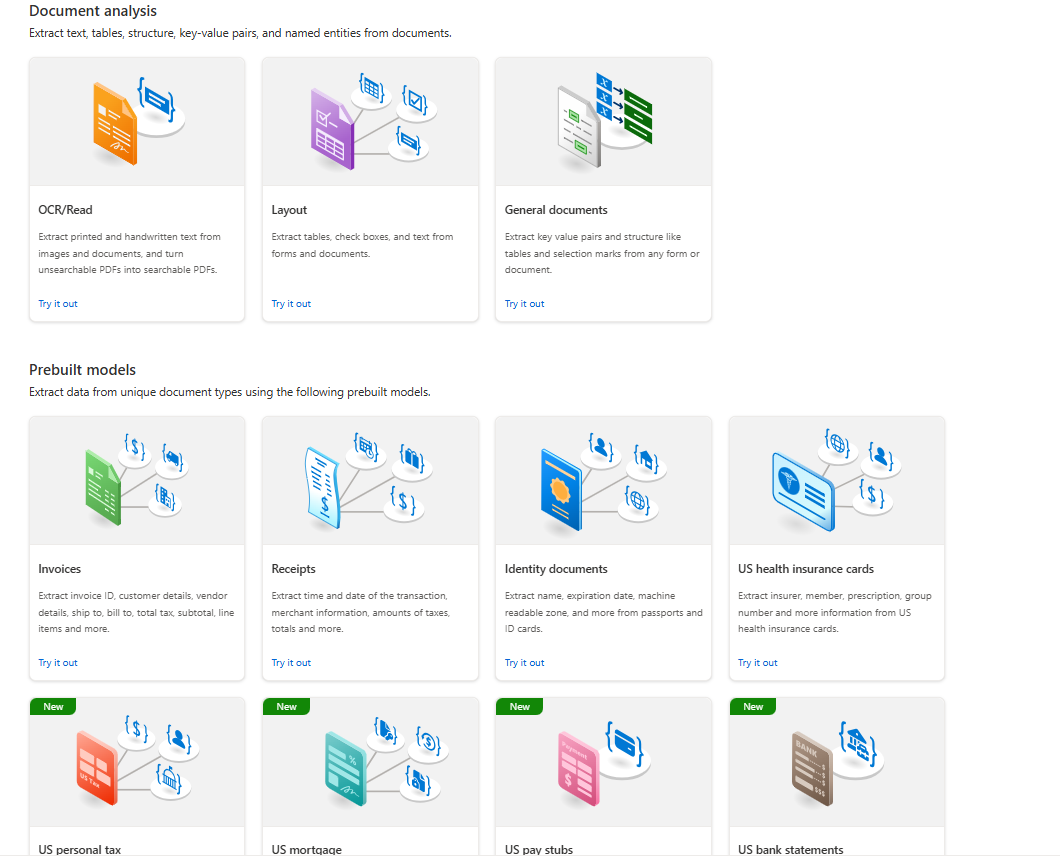 Document analysis
Extract text, tables, structure, key-value pairs, and named entities from documents.
OCR/Read
Extract printed and handwritten text from
images and documents, and turn
unsearchable PDFs into searchable PDFs.
Try it out
Layout
Extract tables, check boxes, and text from
forms and documents.
Try it out
General documents
Extract key value pairs and structure like
tables and selection marks from any form or
document.
Try it out
Prebuilt models
Extract data from unique document types using the following prebuilt models.
Invoices
Extract invoice ID, customer details, vendor
details, ship to, bill to, total tax, subtotal, line
items and more.
Try it out
Receipts
Extract time and date of the transaction,
merchant information, amounts of taxes,
totals and more.
Try it out
Identity documents
Extract name, expiration date, machine
readable zone, and more from passports and
ID cards.
Try it out
US health insurance cards
Extract insurer, member, prescription, group
number and more information from US
health insurance cards.
Try it out
New
US Tax
US personal tax
New
US mortgage
New
Payment
US pay stubs
New
BANK
US bank statements